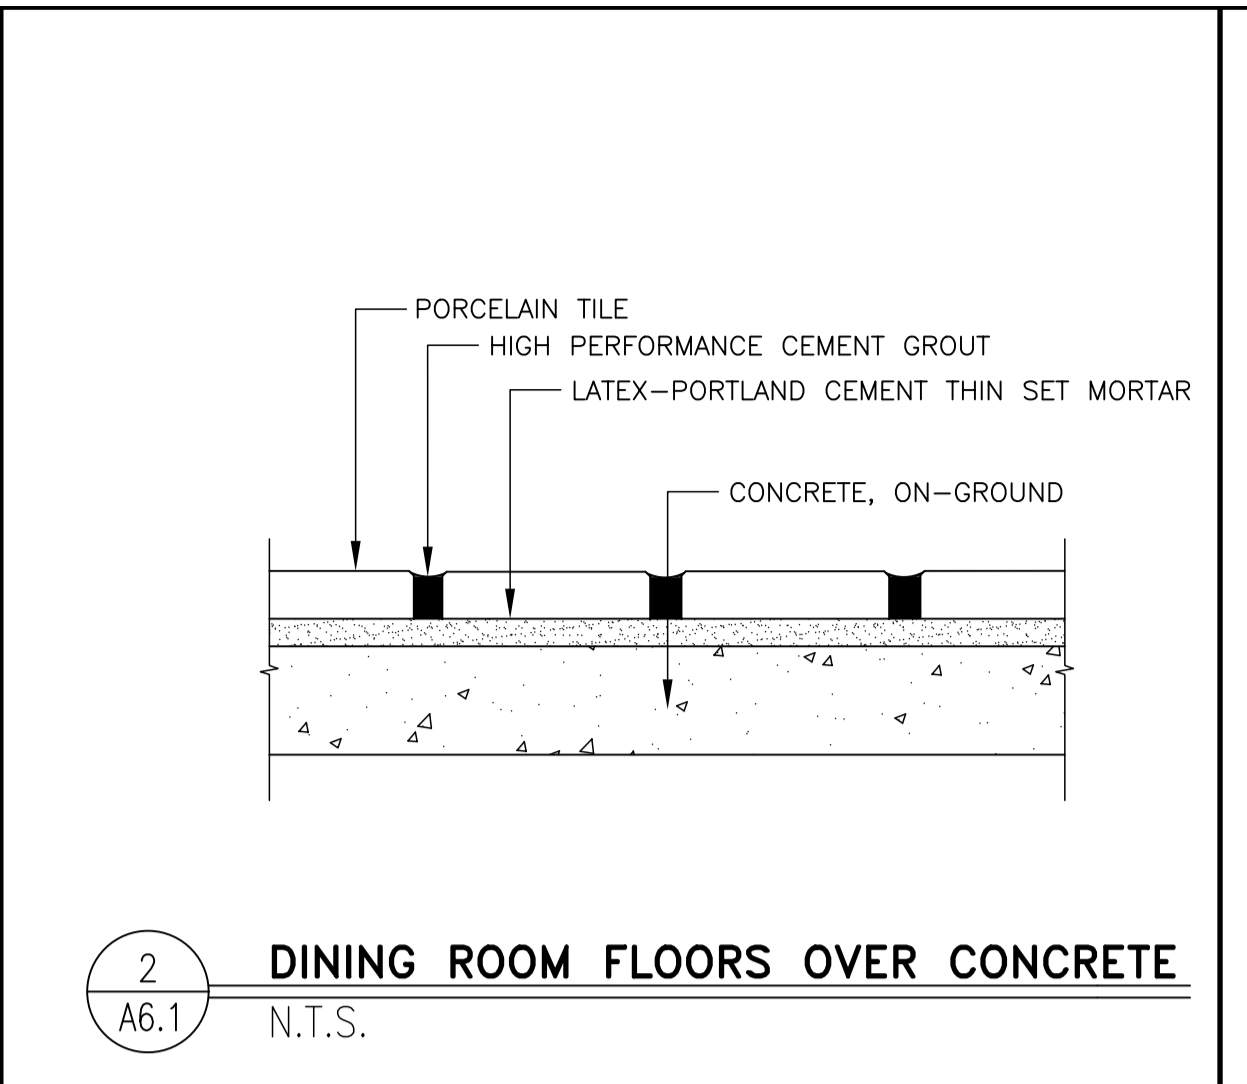 PORCELAIN TILE
HIGH PERFORMANCE CEMENT GROUT
LATEX-PORTLAND CEMENT THIN SET MORTAR
CONCRETE, ON-GROUND
2
A6.1
DINING ROOM FLOORS OVER CONCRETE
N.T.S.